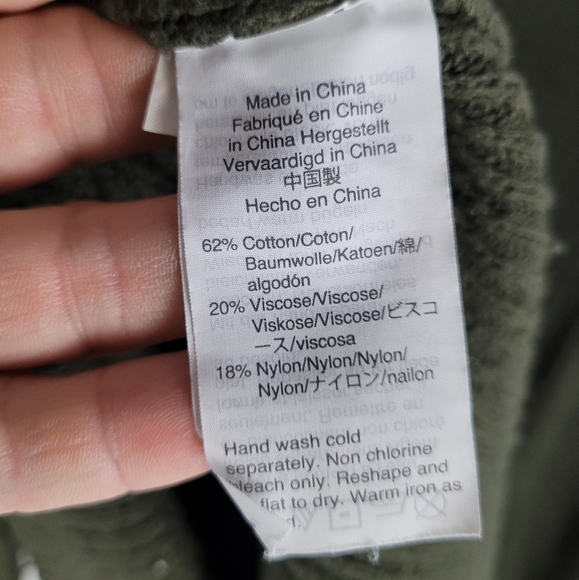 Made in China
Fabriqué en Chine
in China Hergestellt
Vervaardigd in China
中国製
Hecho en China
62% Cotton/Coton/
Baumwolle/Katoen/綿/
algodón
20% Viscose/Viscose/
Viskose/Viscose/ビスコ
ース/viscosa
18% Nylon/Nylon/Nylon/
Nylon/ナイロン/nailon
Hand wash cold
separately. Non chlorine
bleach only. Reshape and
flat to dry. Warm iron as